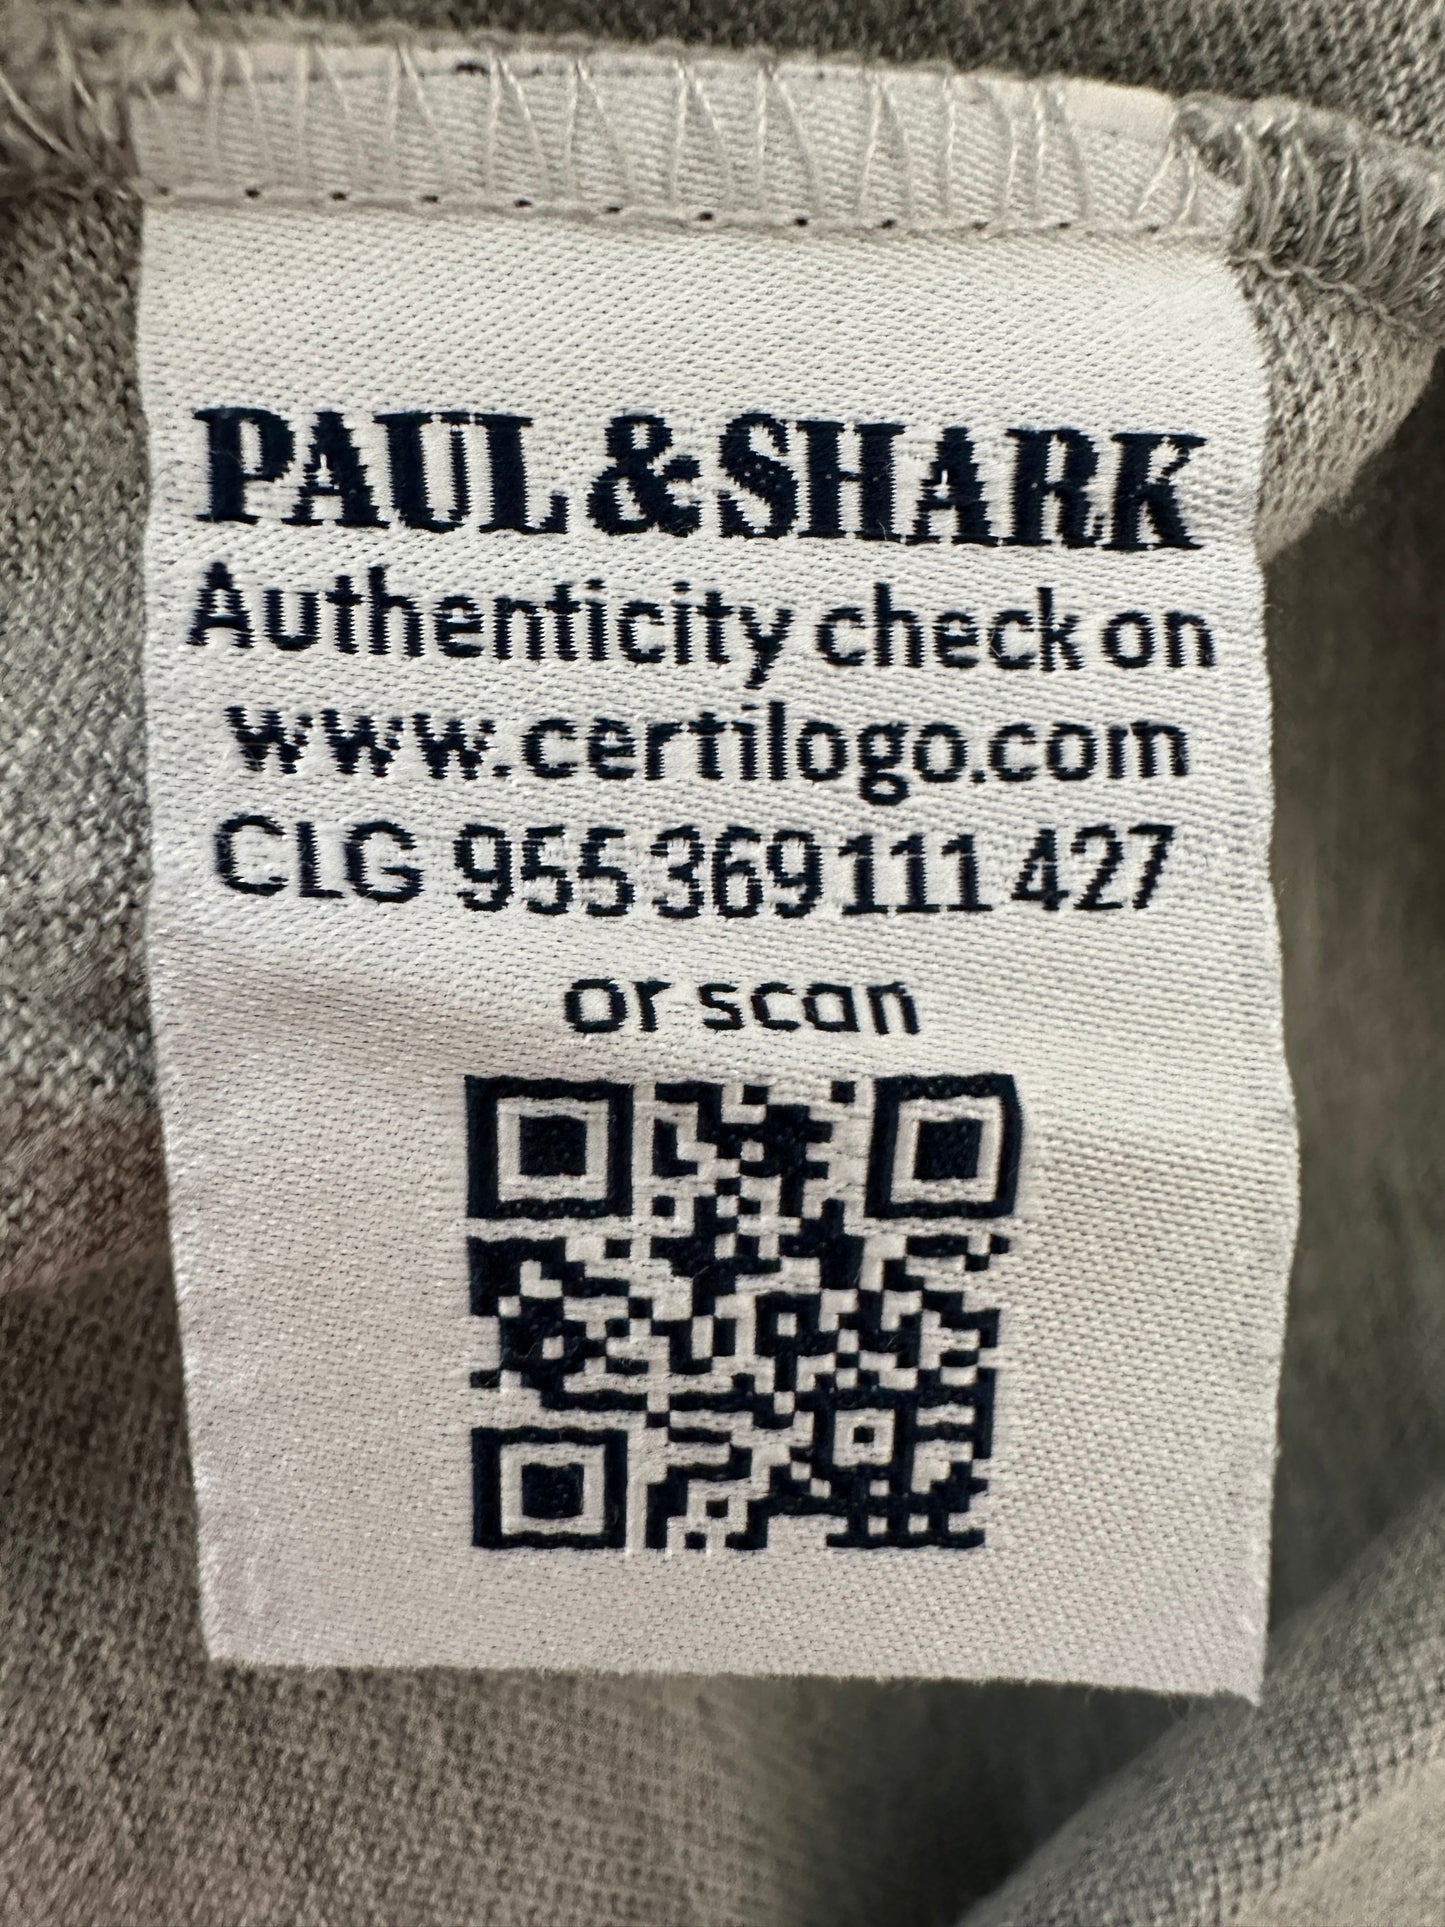 PAUL & SHARK
Authenticity check on
www.certilogo.com
CLG 955 369 111 427
or scan